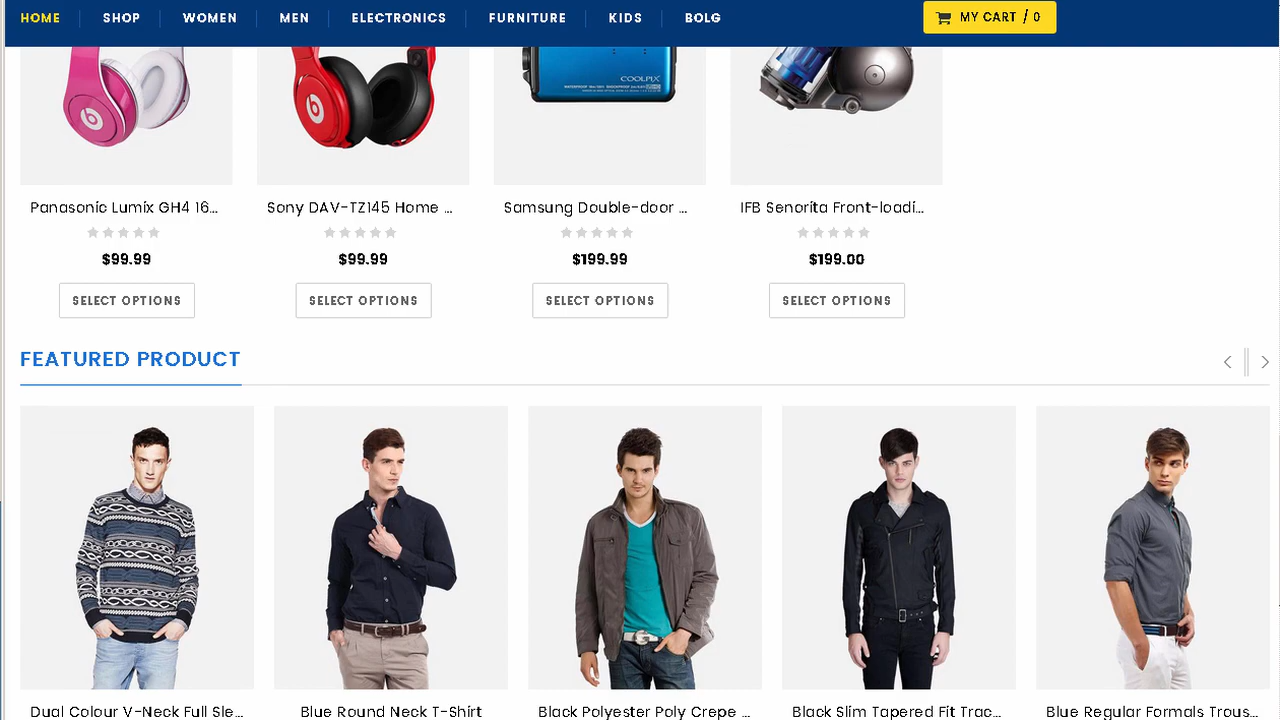 HOME SHOP WOMEN MEN ELECTRONICS FURNITURE KIDS BOLG MY CART / 0
COOLPIX
Panasonic Lumix GH4 16... Sony DAV-TZ145 Home ... Samsung Double-door ... IFB Senorita Front-loadi...
$99.99 $99.99 $199.99 $199.00
SELECT OPTIONS SELECT OPTIONS SELECT OPTIONS SELECT OPTIONS
FEATURED PRODUCT
Dual Colour V-Neck Full Sle... Blue Round Neck T-Shirt Black Polyester Poly Crepe ... Black Slim Tapered Fit Trac... Blue Regular Formals Trous...